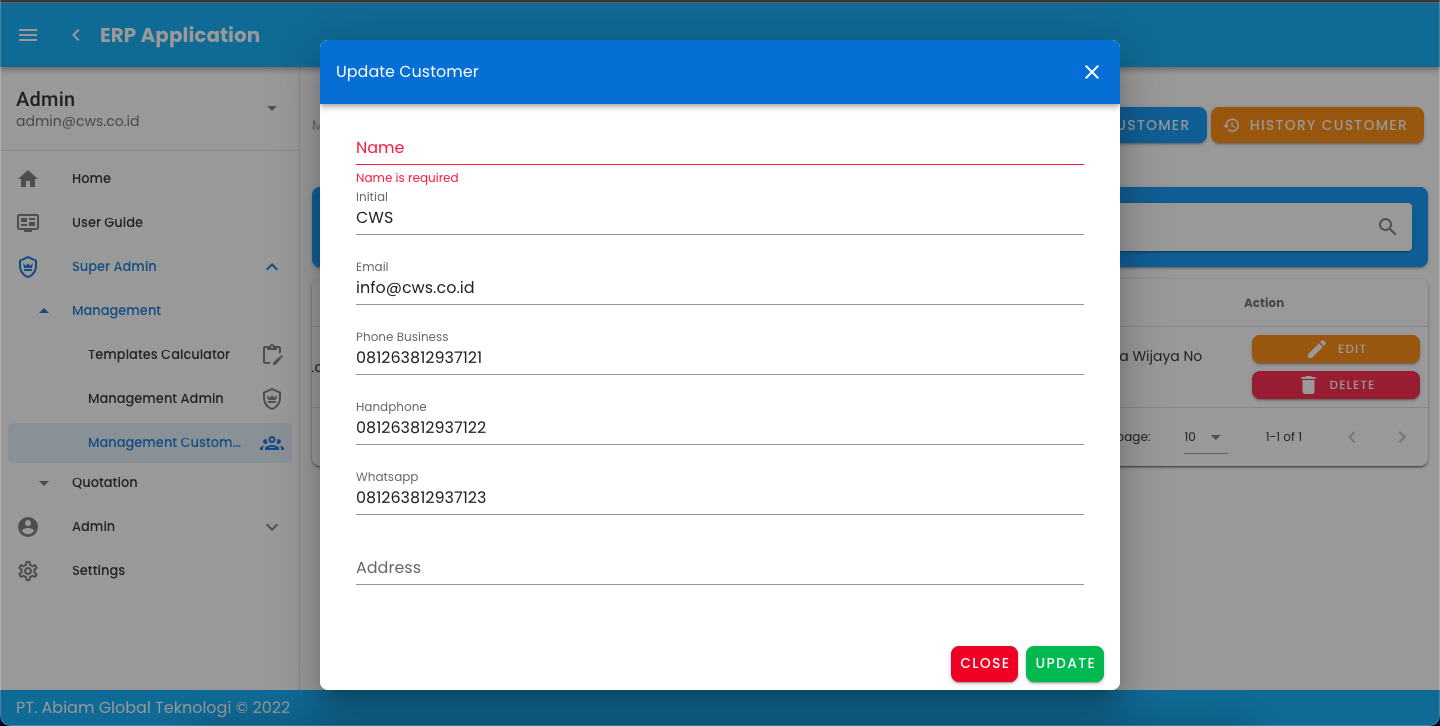 ERP Application
Admin
admin@cws.co.id
Home
User Guide
Super Admin
Management
Templates Calculator
Management Admin
Management Custom...
Quotation
Admin
Settings
HISTORY CUSTOMER
Action
a Wijaya No
EDIT
DELETE
10
1-1 of 1
Update Customer
Name
Name is required
Initial
CWS
Email
info@cws.co.id
Phone Business
081263812937121
Handphone
081263812937122
Whatsapp
081263812937123
Address
CLOSE
UPDATE
PT. Abiam Global Teknologi © 2022